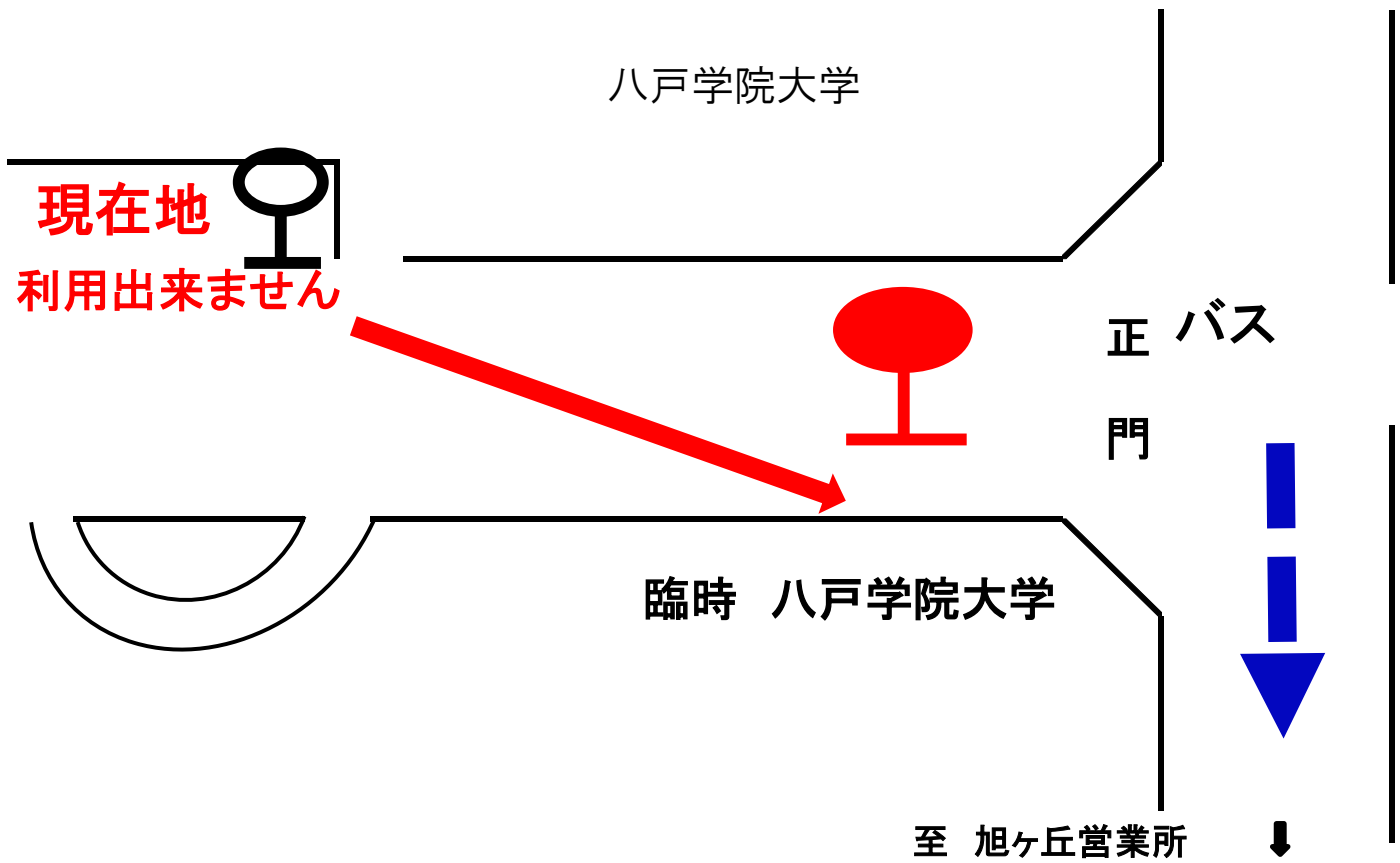 八戸学院大学
現在地
利用出来ません
正門
バス
臨時　八戸学院大学
至　旭ヶ丘営業所